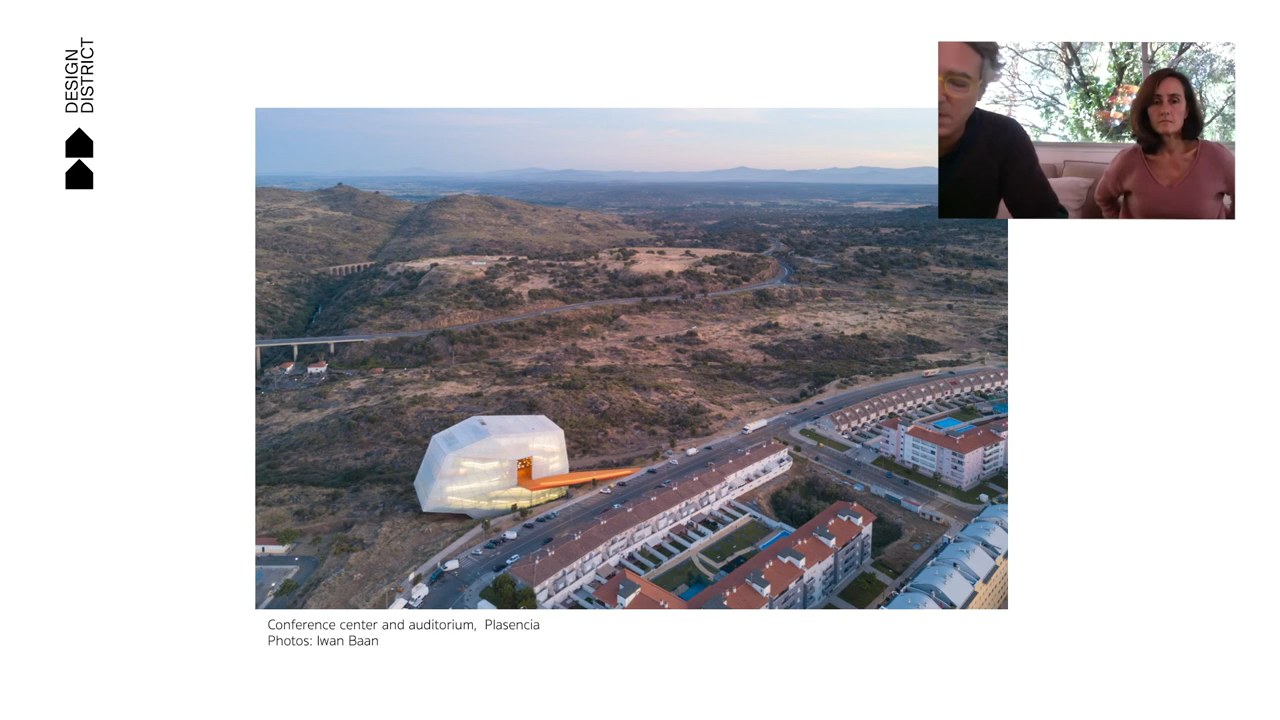 DESIGN
DISTRICT
Conference center and auditorium, Plasencia
Photos: Iwan Baan